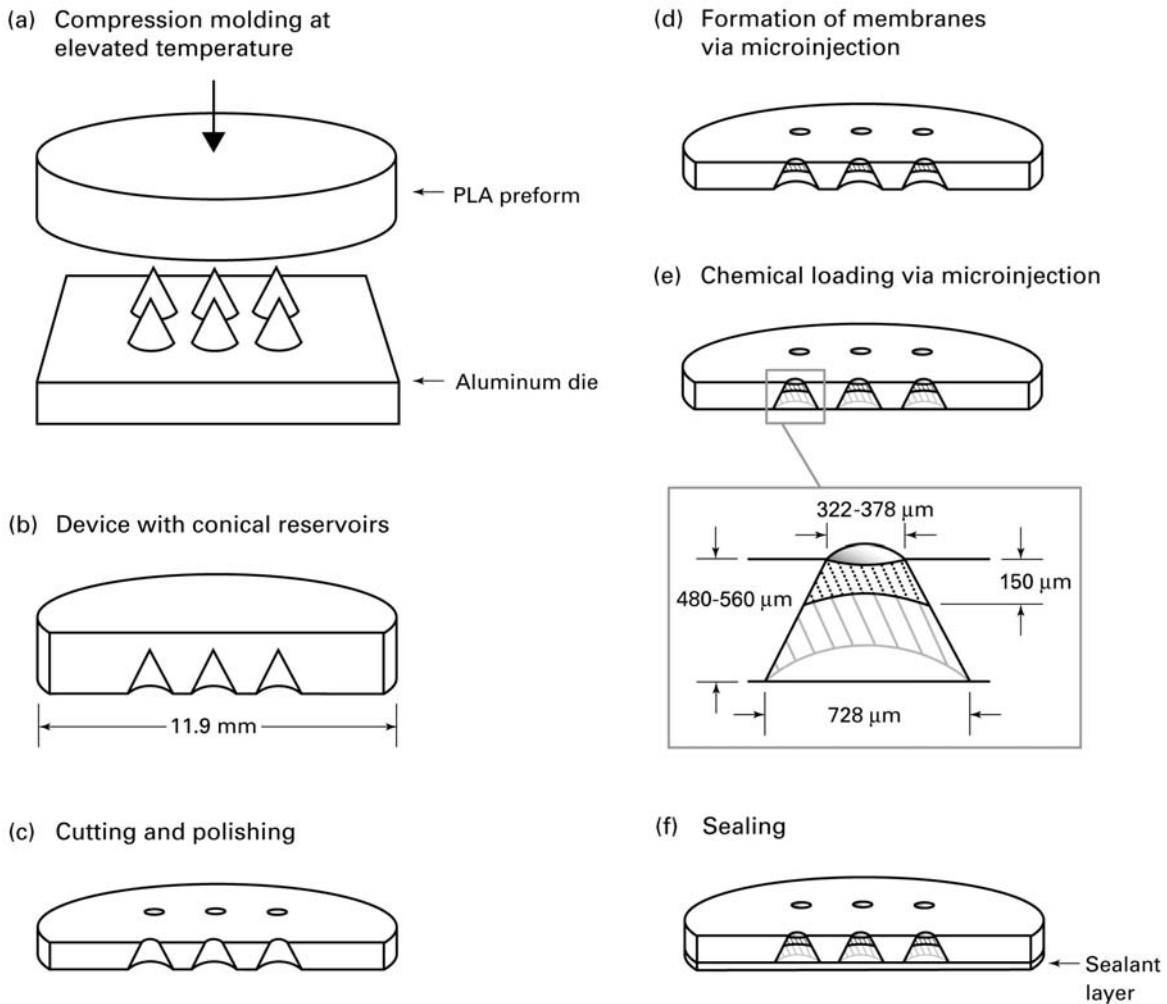 (a) Compression molding at
elevated temperature
PLA preform
Aluminum die
(b) Device with conical reservoirs
11.9 mm
(c) Cutting and polishing
(d) Formation of membranes
via microinjection
(e) Chemical loading via microinjection
322-378 μm
480-560 μm
150 μm
728 μm
(f) Sealing
Sealant
layer